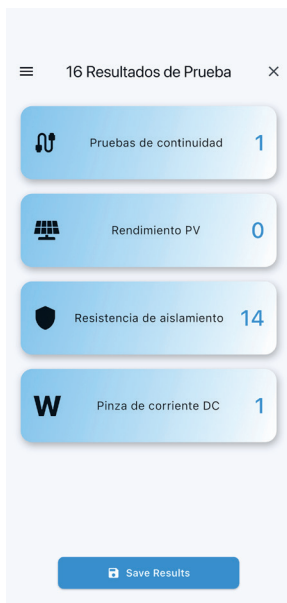 16 Resultados de Prueba
Pruebas de continuidad 1
Rendimiento PV 0
Resistencia de aislamiento 14
W Pinza de corriente DC 1
Save Results